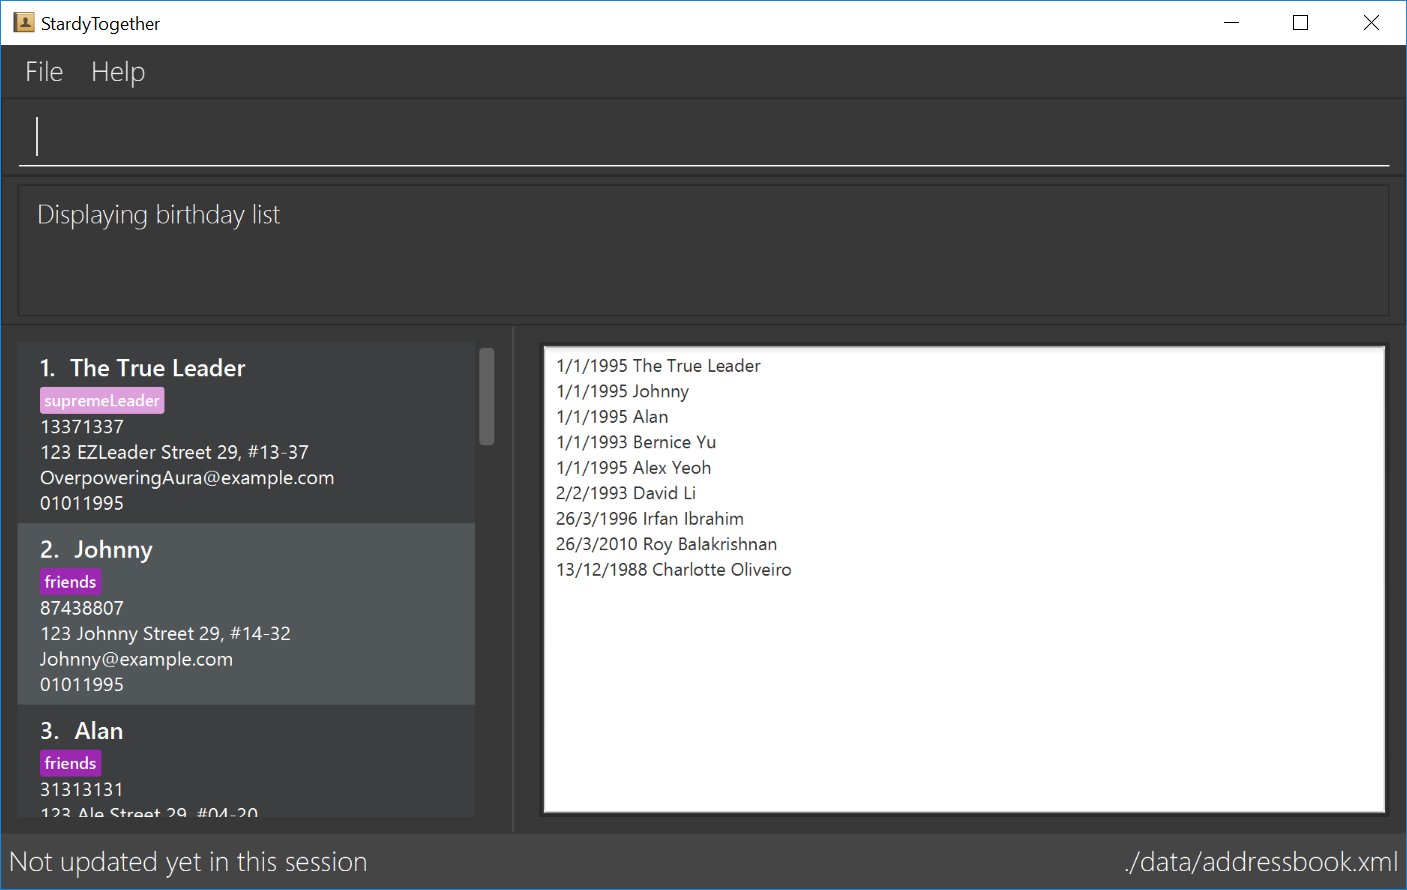 StardyTogether
File Help
Displaying birthday list
1. The True Leader
supremeLeader
13371337
123 EZLeader Street 29, #13-37
OverpoweringAura@example.com
01011995
2. Johnny
friends
87438807
123 Johnny Street 29, #14-32
Johnny@example.com
01011995
3. Alan
friends
31313131
123 Ale Street 29, #04-20
1/1/1995 The True Leader
1/1/1995 Johnny
1/1/1995 Alan
1/1/1993 Bernice Yu
1/1/1995 Alex Yeoh
2/2/1993 David Li
26/3/1996 Irfan Ibrahim
26/3/2010 Roy Balakrishnan
13/12/1988 Charlotte Oliveiro
Not updated yet in this session
./data/addressbook.xml